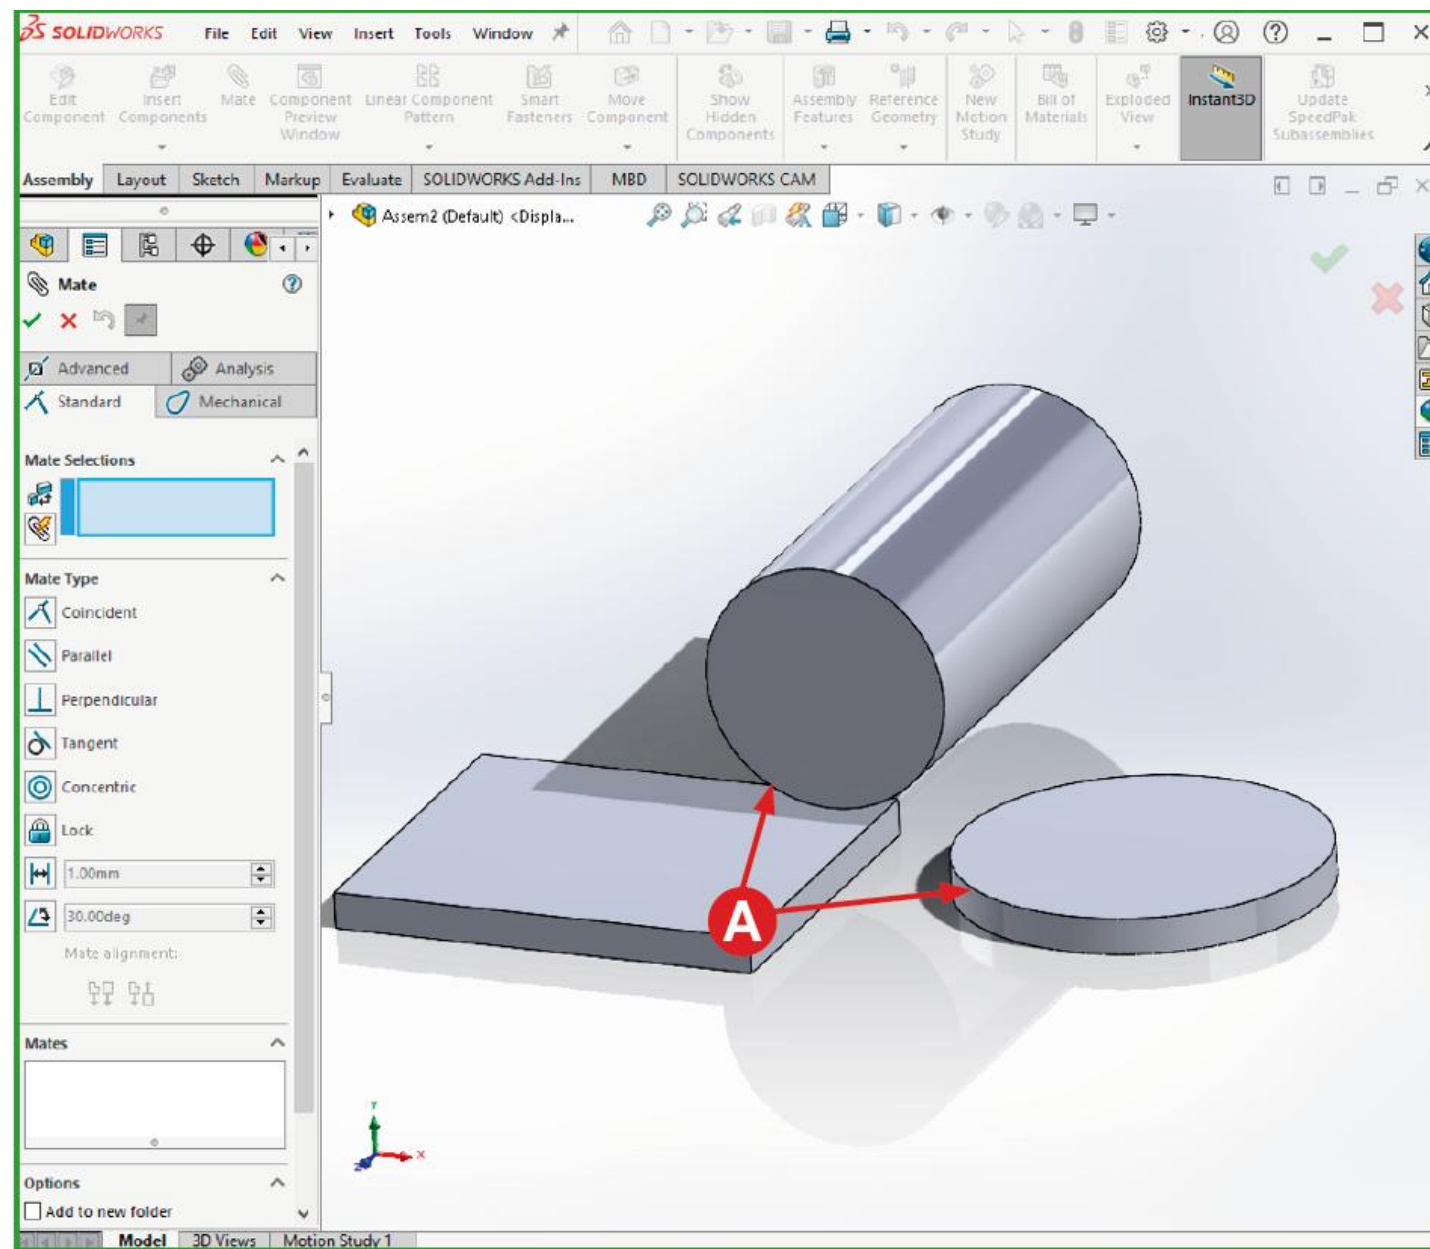 SOLIDWORKS File Edit View Insert Tools Window
Edit Component
Insert Components
Mate
Component Preview Window
Linear Component Pattern
Smart Fasteners
Move Component
Show Hidden Components
Assembly Features
Reference Geometry
New Motion Study
Bill of Materials
Exploded View
Instant3D
Update SpeedPak Subassemblies
Assembly Layout Sketch Markup Evaluate SOLIDWORKS Add-Ins MBD SOLIDWORKS CAM
Assem2 (Default) <Displa...
Mate
Advanced Analysis
Standard Mechanical
Mate Selections
Mate Type
Coincident
Parallel
Perpendicular
Tangent
Concentric
Lock
1.00mm
30.00deg
Mate alignment:
Mates
Options
Add to new folder
A
Y
X
Z
Model 3D Views Motion Study 1